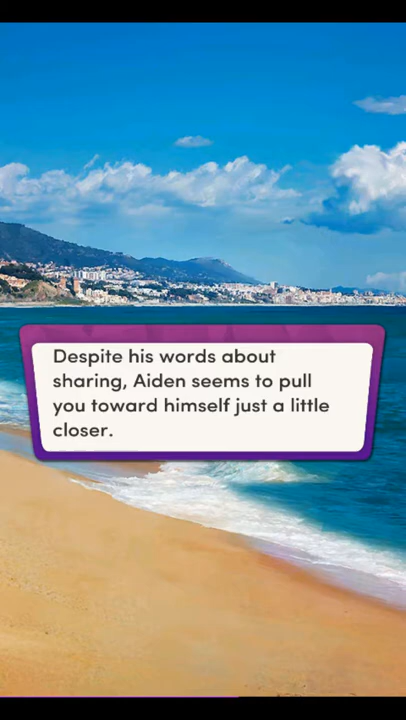 Despite his words about
sharing, Aiden seems to pull
you toward himself just a little
closer.